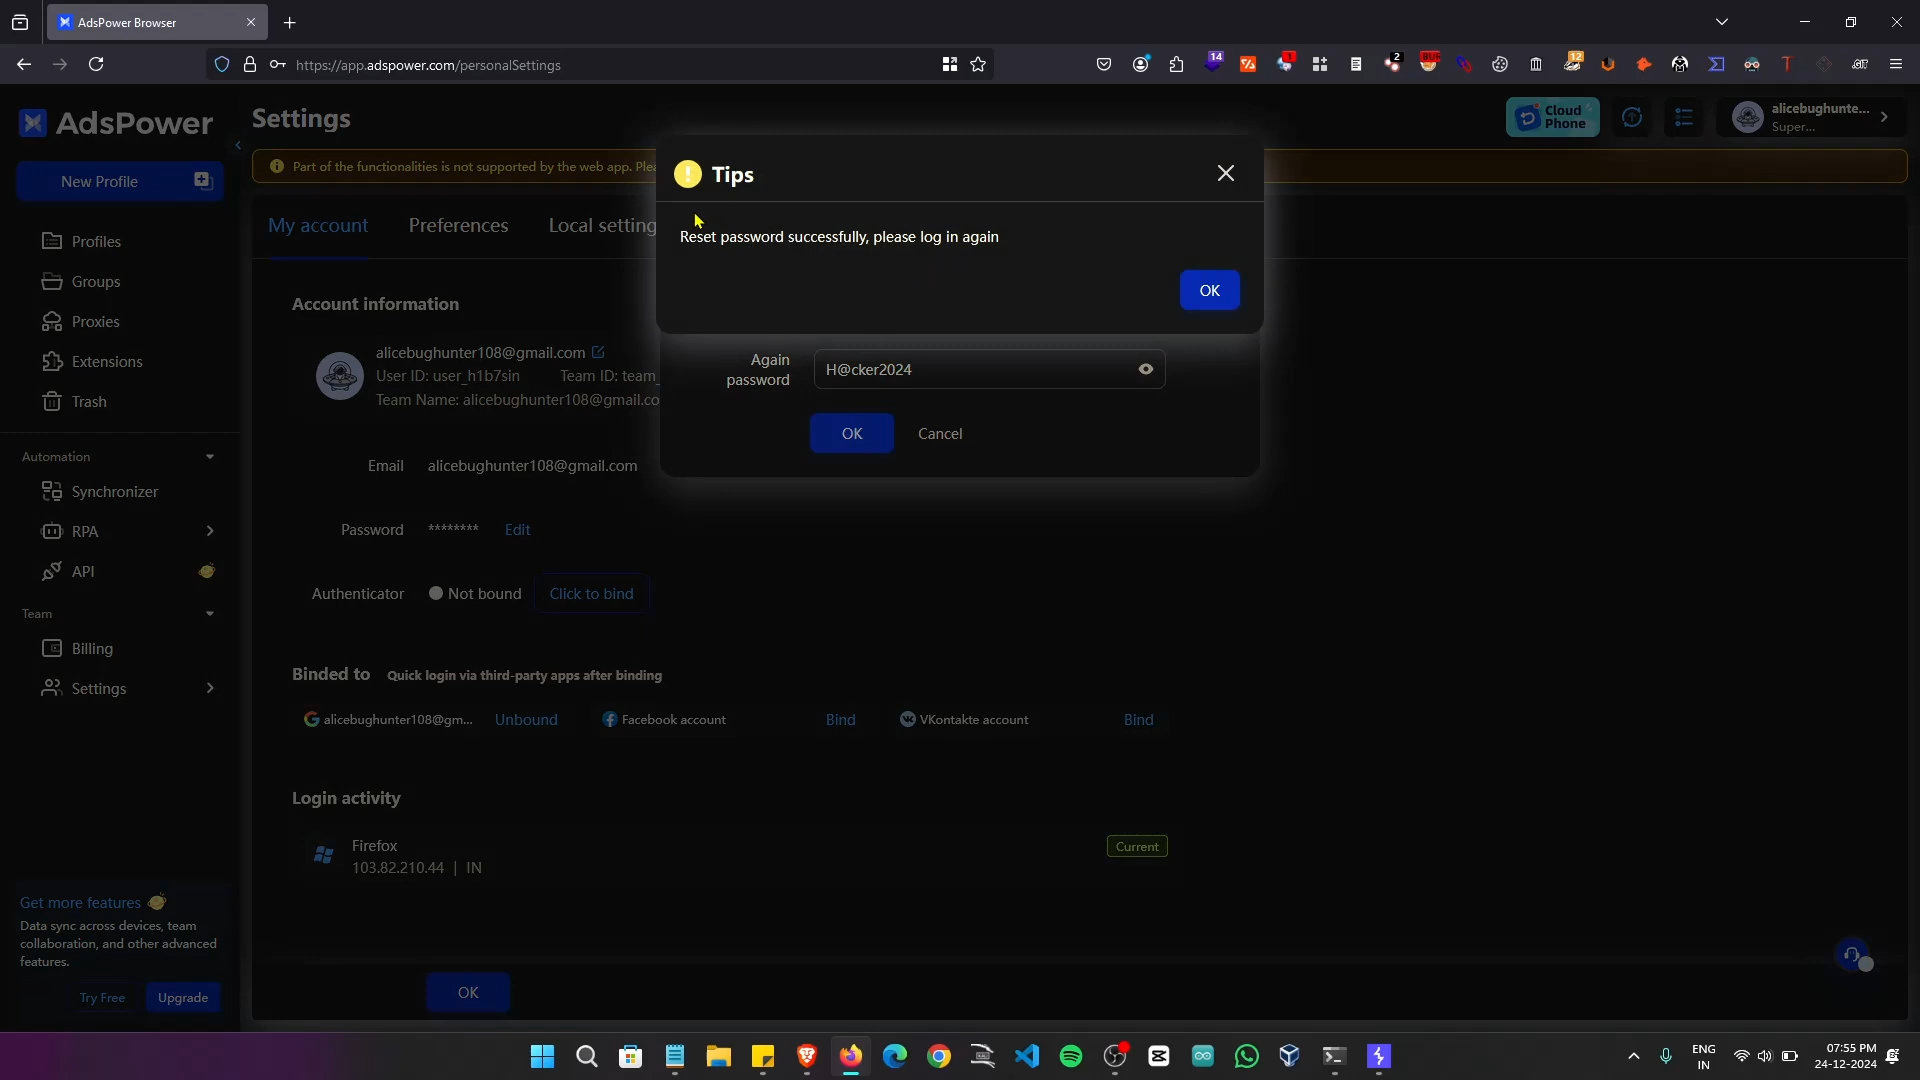 AdsPower Browser
https://app.adspower.com/personalSettings
14
1
2
BUG
12
AdsPower
Settings
Cloud
Phone
alicebughunte...
Super...
New Profile
Part of the functionalities is not supported by the web app. Plea
Tips
Reset password successfully, please log in again
OK
My account
Preferences
Local setting
Profiles
Groups
Proxies
Extensions
Trash
Account information
alicebughunter108@gmail.com
User ID: user_h1b7sin
Team ID: team_
Team Name: alicebughunter108@gmail.co
Again
password
H@cker2024
OK
Cancel
Automation
Synchronizer
RPA
API
Team
Billing
Settings
Email
alicebughunter108@gmail.com
Password
********
Edit
Authenticator
Not bound
Click to bind
Binded to
Quick login via third-party apps after binding
alicebughunter108@gm...
Unbound
Facebook account
Bind
VKontakte account
Bind
Login activity
Firefox
103.82.210.44 | IN
Current
Get more features
Data sync across devices, team
collaboration, and other advanced
features.
Try Free
Upgrade
OK
ENG
IN
07:55 PM
24-12-2024